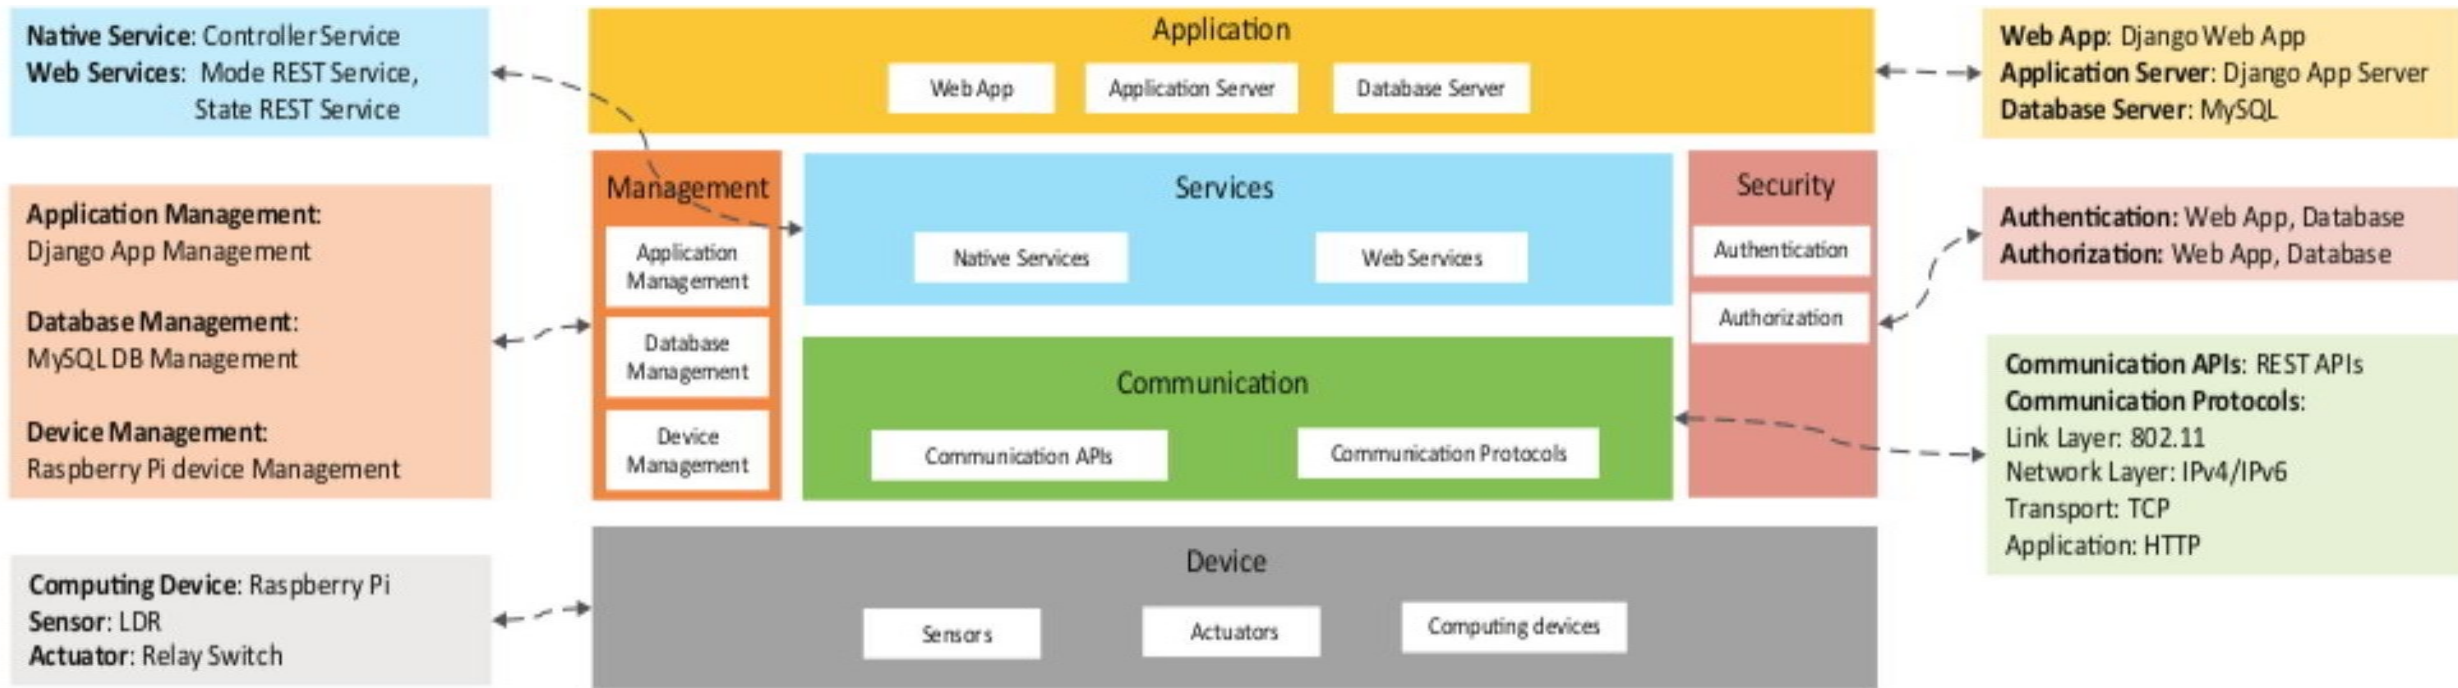 Native Service: Controller Service
Web Services: Mode REST Service,
State REST Service
Application Management:
Django App Management
Database Management:
MySQL DB Management
Device Management:
Raspberry Pi device Management
Computing Device: Raspberry Pi
Sensor: LDR
Actuator: Relay Switch
Application
Web App
Application Server
Database Server
Management
Application
Management
Database
Management
Device
Management
Services
Native Services
Web Services
Communication
Communication APIs
Communication Protocols
Security
Authentication
Authorization
Device
Sensors
Actuators
Computing devices
Web App: Django Web App
Application Server: Django App Server
Database Server: MySQL
Authentication: Web App, Database
Authorization: Web App, Database
Communication APIs: REST APIs
Communication Protocols:
Link Layer: 802.11
Network Layer: IPv4/IPv6
Transport: TCP
Application: HTTP